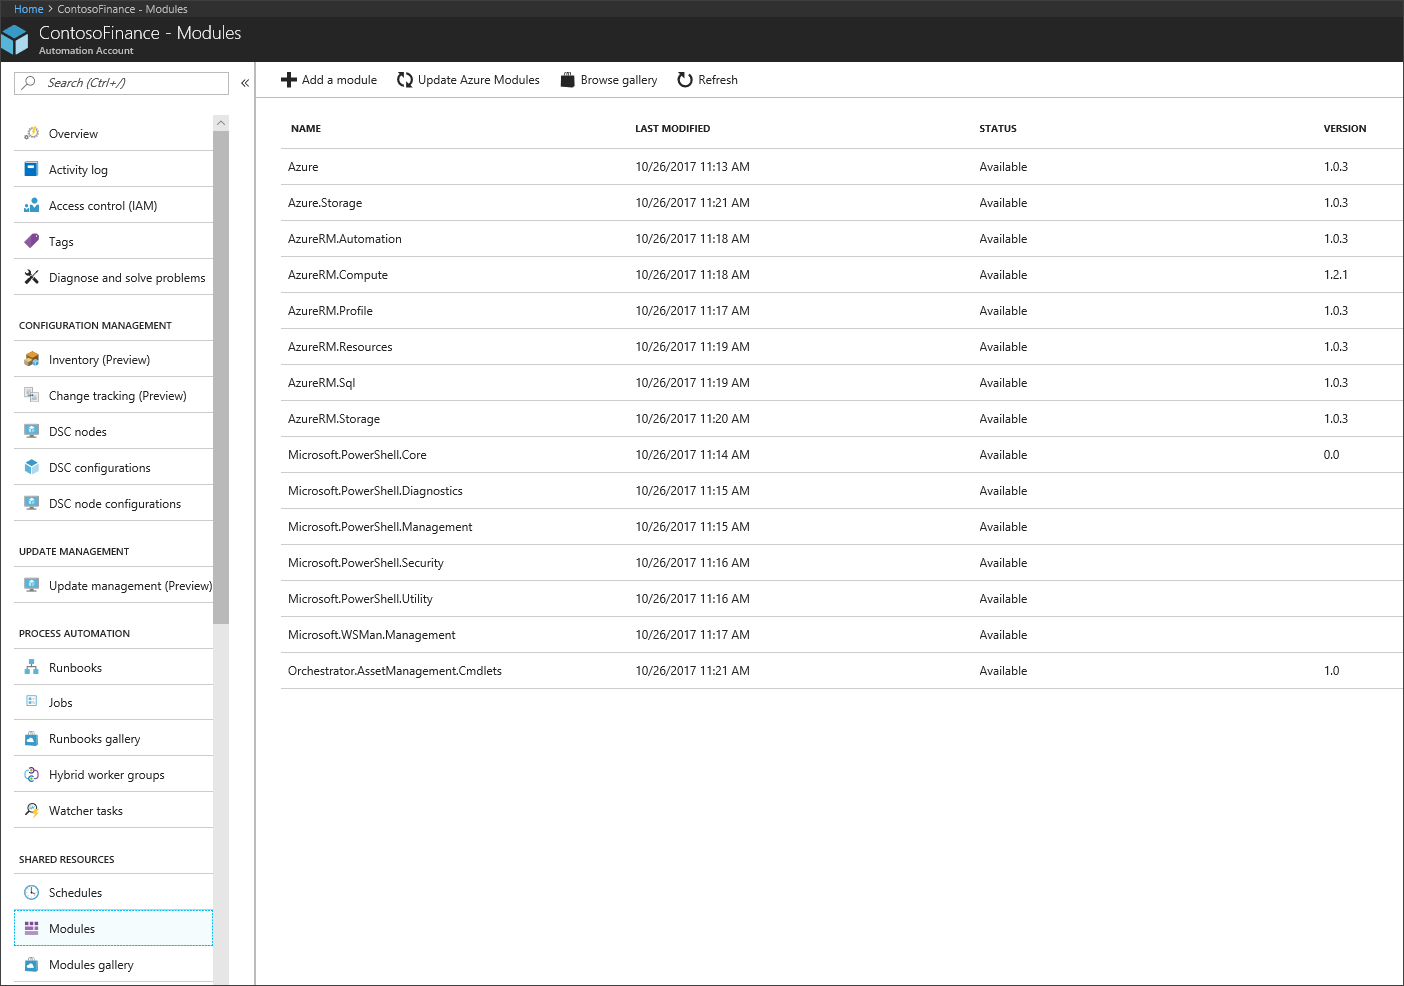 Home > ContosoFinance - Modules
ContosoFinance - Modules
Automation Account
Search (Ctrl+/)
«
Overview
Activity log
Access control (IAM)
Tags
Diagnose and solve problems
CONFIGURATION MANAGEMENT
Inventory (Preview)
Change tracking (Preview)
DSC nodes
DSC configurations
DSC node configurations
UPDATE MANAGEMENT
Update management (Preview)
PROCESS AUTOMATION
Runbooks
Jobs
Runbooks gallery
Hybrid worker groups
Watcher tasks
SHARED RESOURCES
Schedules
Modules
Modules gallery
Add a module Update Azure Modules Browse gallery Refresh
NAME LAST MODIFIED STATUS VERSION
Azure 10/26/2017 11:13 AM Available 1.0.3
Azure.Storage 10/26/2017 11:21 AM Available 1.0.3
AzureRM.Automation 10/26/2017 11:18 AM Available 1.0.3
AzureRM.Compute 10/26/2017 11:18 AM Available 1.2.1
AzureRM.Profile 10/26/2017 11:17 AM Available 1.0.3
AzureRM.Resources 10/26/2017 11:19 AM Available 1.0.3
AzureRM.Sql 10/26/2017 11:19 AM Available 1.0.3
AzureRM.Storage 10/26/2017 11:20 AM Available 1.0.3
Microsoft.PowerShell.Core 10/26/2017 11:14 AM Available 0.0
Microsoft.PowerShell.Diagnostics 10/26/2017 11:15 AM Available
Microsoft.PowerShell.Management 10/26/2017 11:15 AM Available
Microsoft.PowerShell.Security 10/26/2017 11:16 AM Available
Microsoft.PowerShell.Utility 10/26/2017 11:16 AM Available
Microsoft.WSMan.Management 10/26/2017 11:17 AM Available
Orchestrator.AssetManagement.Cmdlets 10/26/2017 11:21 AM Available 1.0